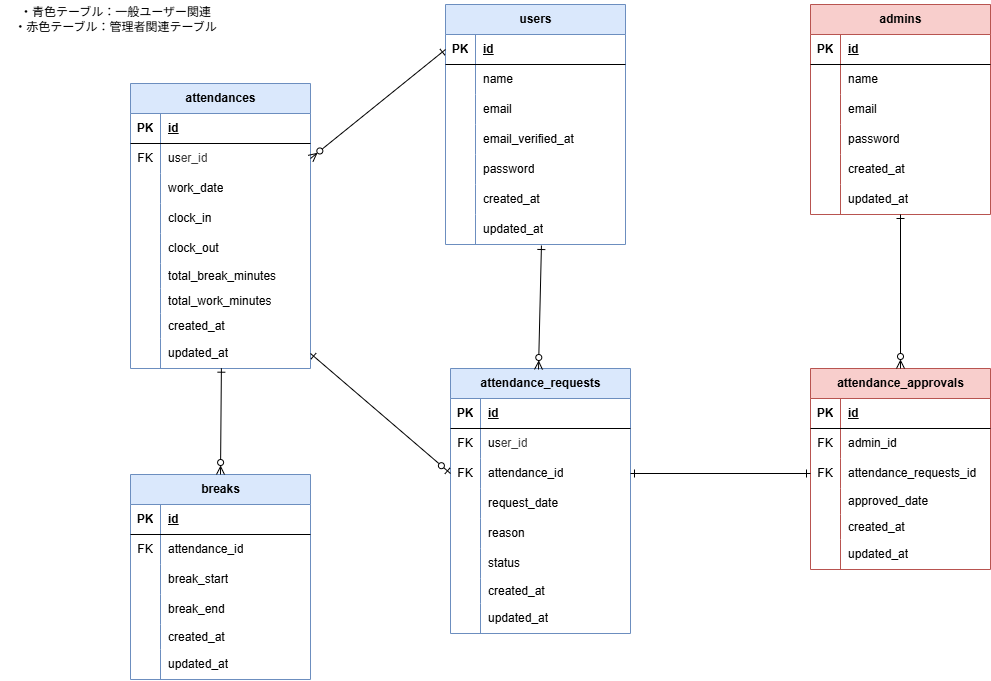 ・青色テーブル：一般ユーザー関連
・赤色テーブル：管理者関連テーブル
users
PK id
name
email
email_verified_at
password
created_at
updated_at
admins
PK id
name
email
password
created_at
updated_at
attendances
PK id
FK user_id
work_date
clock_in
clock_out
total_break_minutes
total_work_minutes
created_at
updated_at
attendance_requests
PK id
FK user_id
FK attendance_id
request_date
reason
status
created_at
updated_at
attendance_approvals
PK id
FK admin_id
FK attendance_requests_id
approved_date
created_at
updated_at
breaks
PK id
FK attendance_id
break_start
break_end
created_at
updated_at